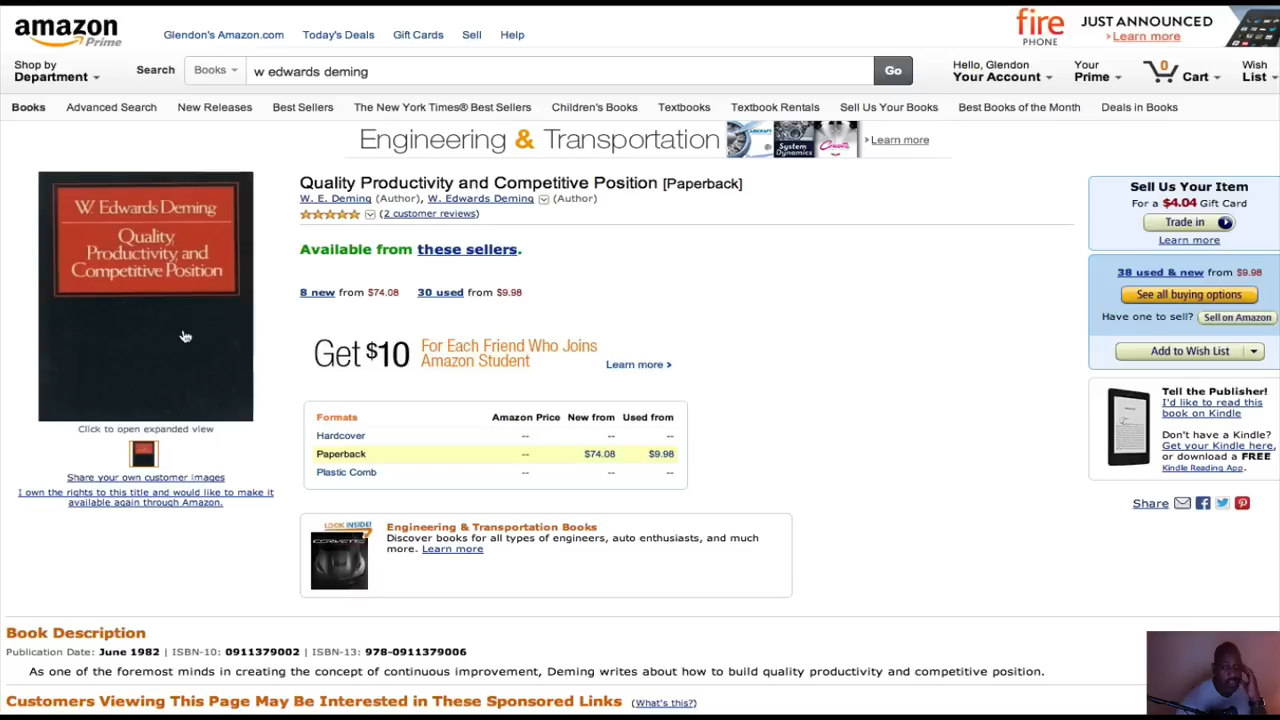 amazon
Prime
Glendon's Amazon.com Today's Deals Gift Cards Sell Help
fire
PHONE
JUST ANNOUNCED
Learn more
Shop by
Department
Search Books w edwards deming Go
Hello, Glendon
Your Account
Your
Prime
0
Cart
Wish
List
Books Advanced Search New Releases Best Sellers The New York Times® Best Sellers Children's Books Textbooks Textbook Rentals Sell Us Your Books Best Books of the Month Deals in Books
Engineering & Transportation
AIRCRAFT
System
Dynamics
Learn more
W. Edwards Deming
Quality,
Productivity, and
Competitive Position
Click to open expanded view
Share your own customer images
I own the rights to this title and would like to make it
available again through Amazon.
Quality Productivity and Competitive Position [Paperback]
W. E. Deming (Author), W. Edwards Deming (Author)
(2 customer reviews)
Available from these sellers.
8 new from $74.08 30 used from $9.98
Get $10
For Each Friend Who Joins
Amazon Student
Learn more
Formats Amazon Price New from Used from
Hardcover -- -- --
Paperback -- $74.08 $9.98
Plastic Comb -- -- --
LOOK INSIDE!
CORVETTE
Engineering & Transportation Books
Discover books for all types of engineers, auto enthusiasts, and much
more. Learn more
Sell Us Your Item
For a $4.04 Gift Card
Trade in
Learn more
38 used & new from $9.98
See all buying options
Have one to sell? Sell on Amazon
Add to Wish List
Tell the Publisher!
I'd like to read this
book on Kindle
Don't have a Kindle?
Get your Kindle here,
or download a FREE
Kindle Reading App.
Share
Book Description
Publication Date: June 1982 | ISBN-10: 0911379002 | ISBN-13: 978-0911379006
As one of the foremost minds in creating the concept of continuous improvement, Deming writes about how to build quality productivity and competitive position.
Customers Viewing This Page May Be Interested in These Sponsored Links (What's this?)